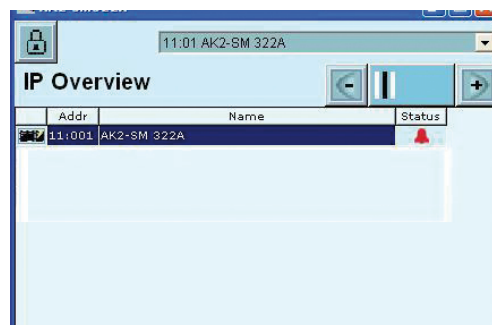 11:01 AK2-SM 322A
IP Overview
Addr Name Status
11:001 AK2-SM 322A